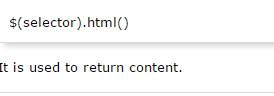 $(selector).html()
It is used to return content.